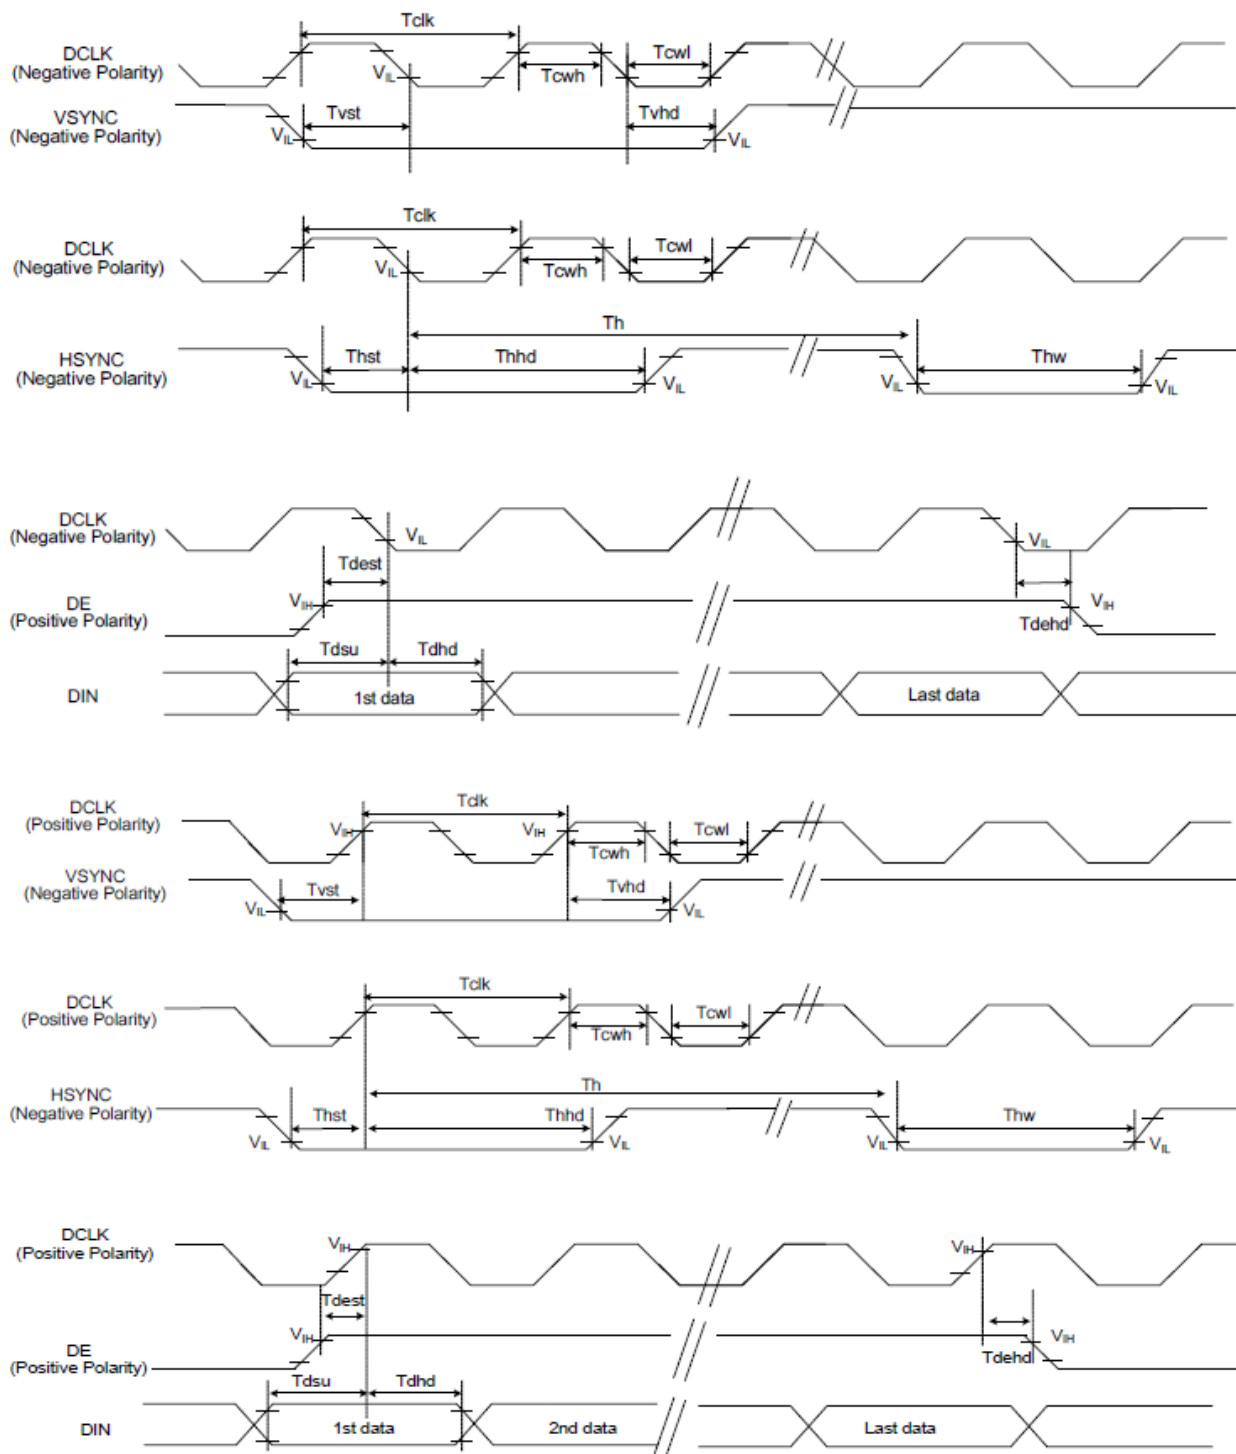 Tclk
DCLK
(Negative Polarity)
VIL
Tcwh
Tcwl
VSYNC
(Negative Polarity)
VIL
Tvst
Tvhd
VIL
Tclk
DCLK
(Negative Polarity)
VIL
Tcwh
Tcwl
Th
HSYNC
(Negative Polarity)
VIL
Thst
Thhd
VIL
VIL
Thw
VIL
DCLK
(Negative Polarity)
VIL
VIL
Tdest
DE
(Positive Polarity)
VIH
VIH
Tdehd
Tdsu
Tdhd
DIN
1st data
Last data
DCLK
(Positive Polarity)
VIH
Tclk
VIH
Tcwh
Tcwl
VSYNC
(Negative Polarity)
VIL
Tvst
Tvhd
VIL
Tclk
DCLK
(Positive Polarity)
Tcwh
Tcwl
Th
HSYNC
(Negative Polarity)
VIL
Thst
Thhd
VIL
VIL
Thw
VIL
DCLK
(Positive Polarity)
VIH
VIH
Tdest
DE
(Positive Polarity)
VIH
VIH
Tdehd
Tdsu
Tdhd
DIN
1st data
2nd data
Last data